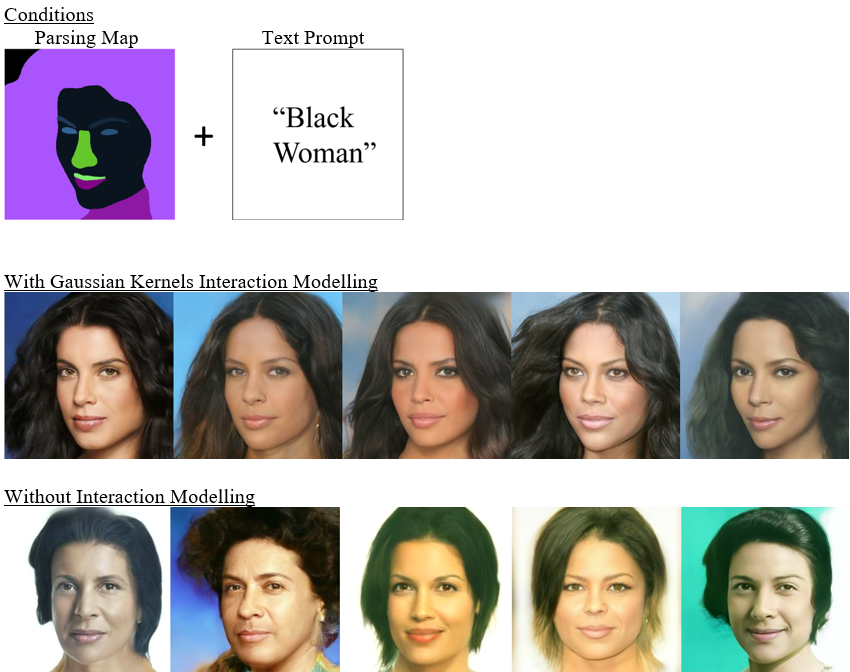 Conditions
Parsing Map
Text Prompt
+
“Black
Woman”
With Gaussian Kernels Interaction Modelling
Without Interaction Modelling